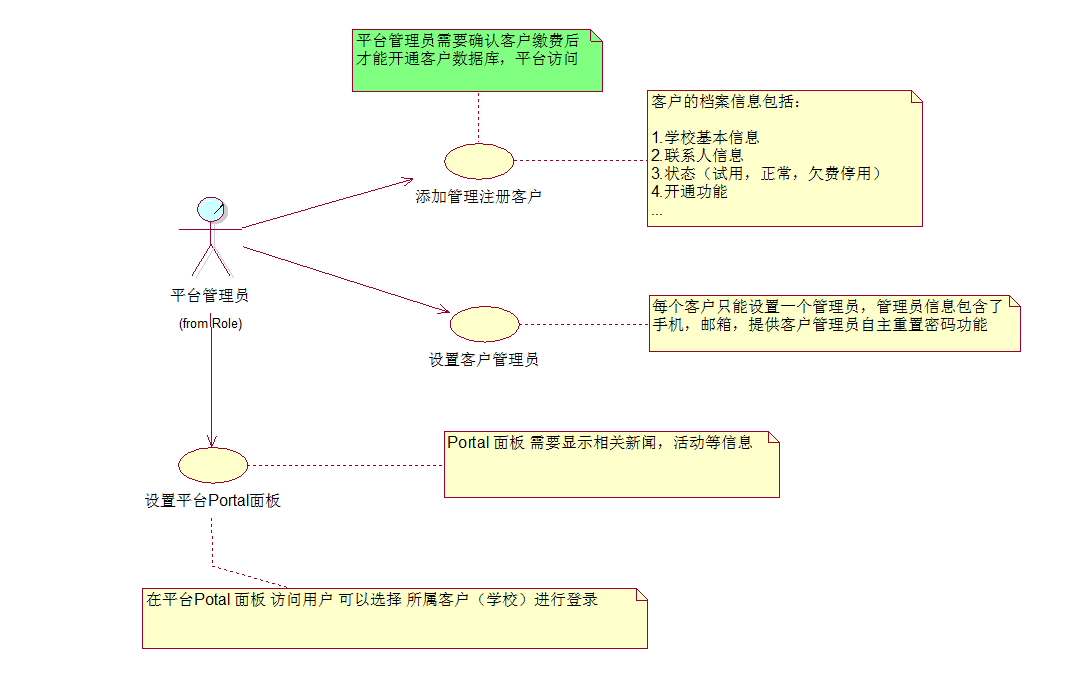 平台管理员需要确认客户缴费后
才能开通客户数据库，平台访问
客户的档案信息包括：
1.学校基本信息
2.联系人信息
3.状态（试用，正常，欠费停用）
4.开通功能
...
添加管理注册客户
平台管理员
(from Role)
每个客户只能设置一个管理员，管理员信息包含了
手机，邮箱，提供客户管理员自主重置密码功能
设置客户管理员
Portal 面板 需要显示相关新闻，活动等信息
设置平台Portal面板
在平台Potal 面板 访问用户 可以选择 所属客户（学校）进行登录